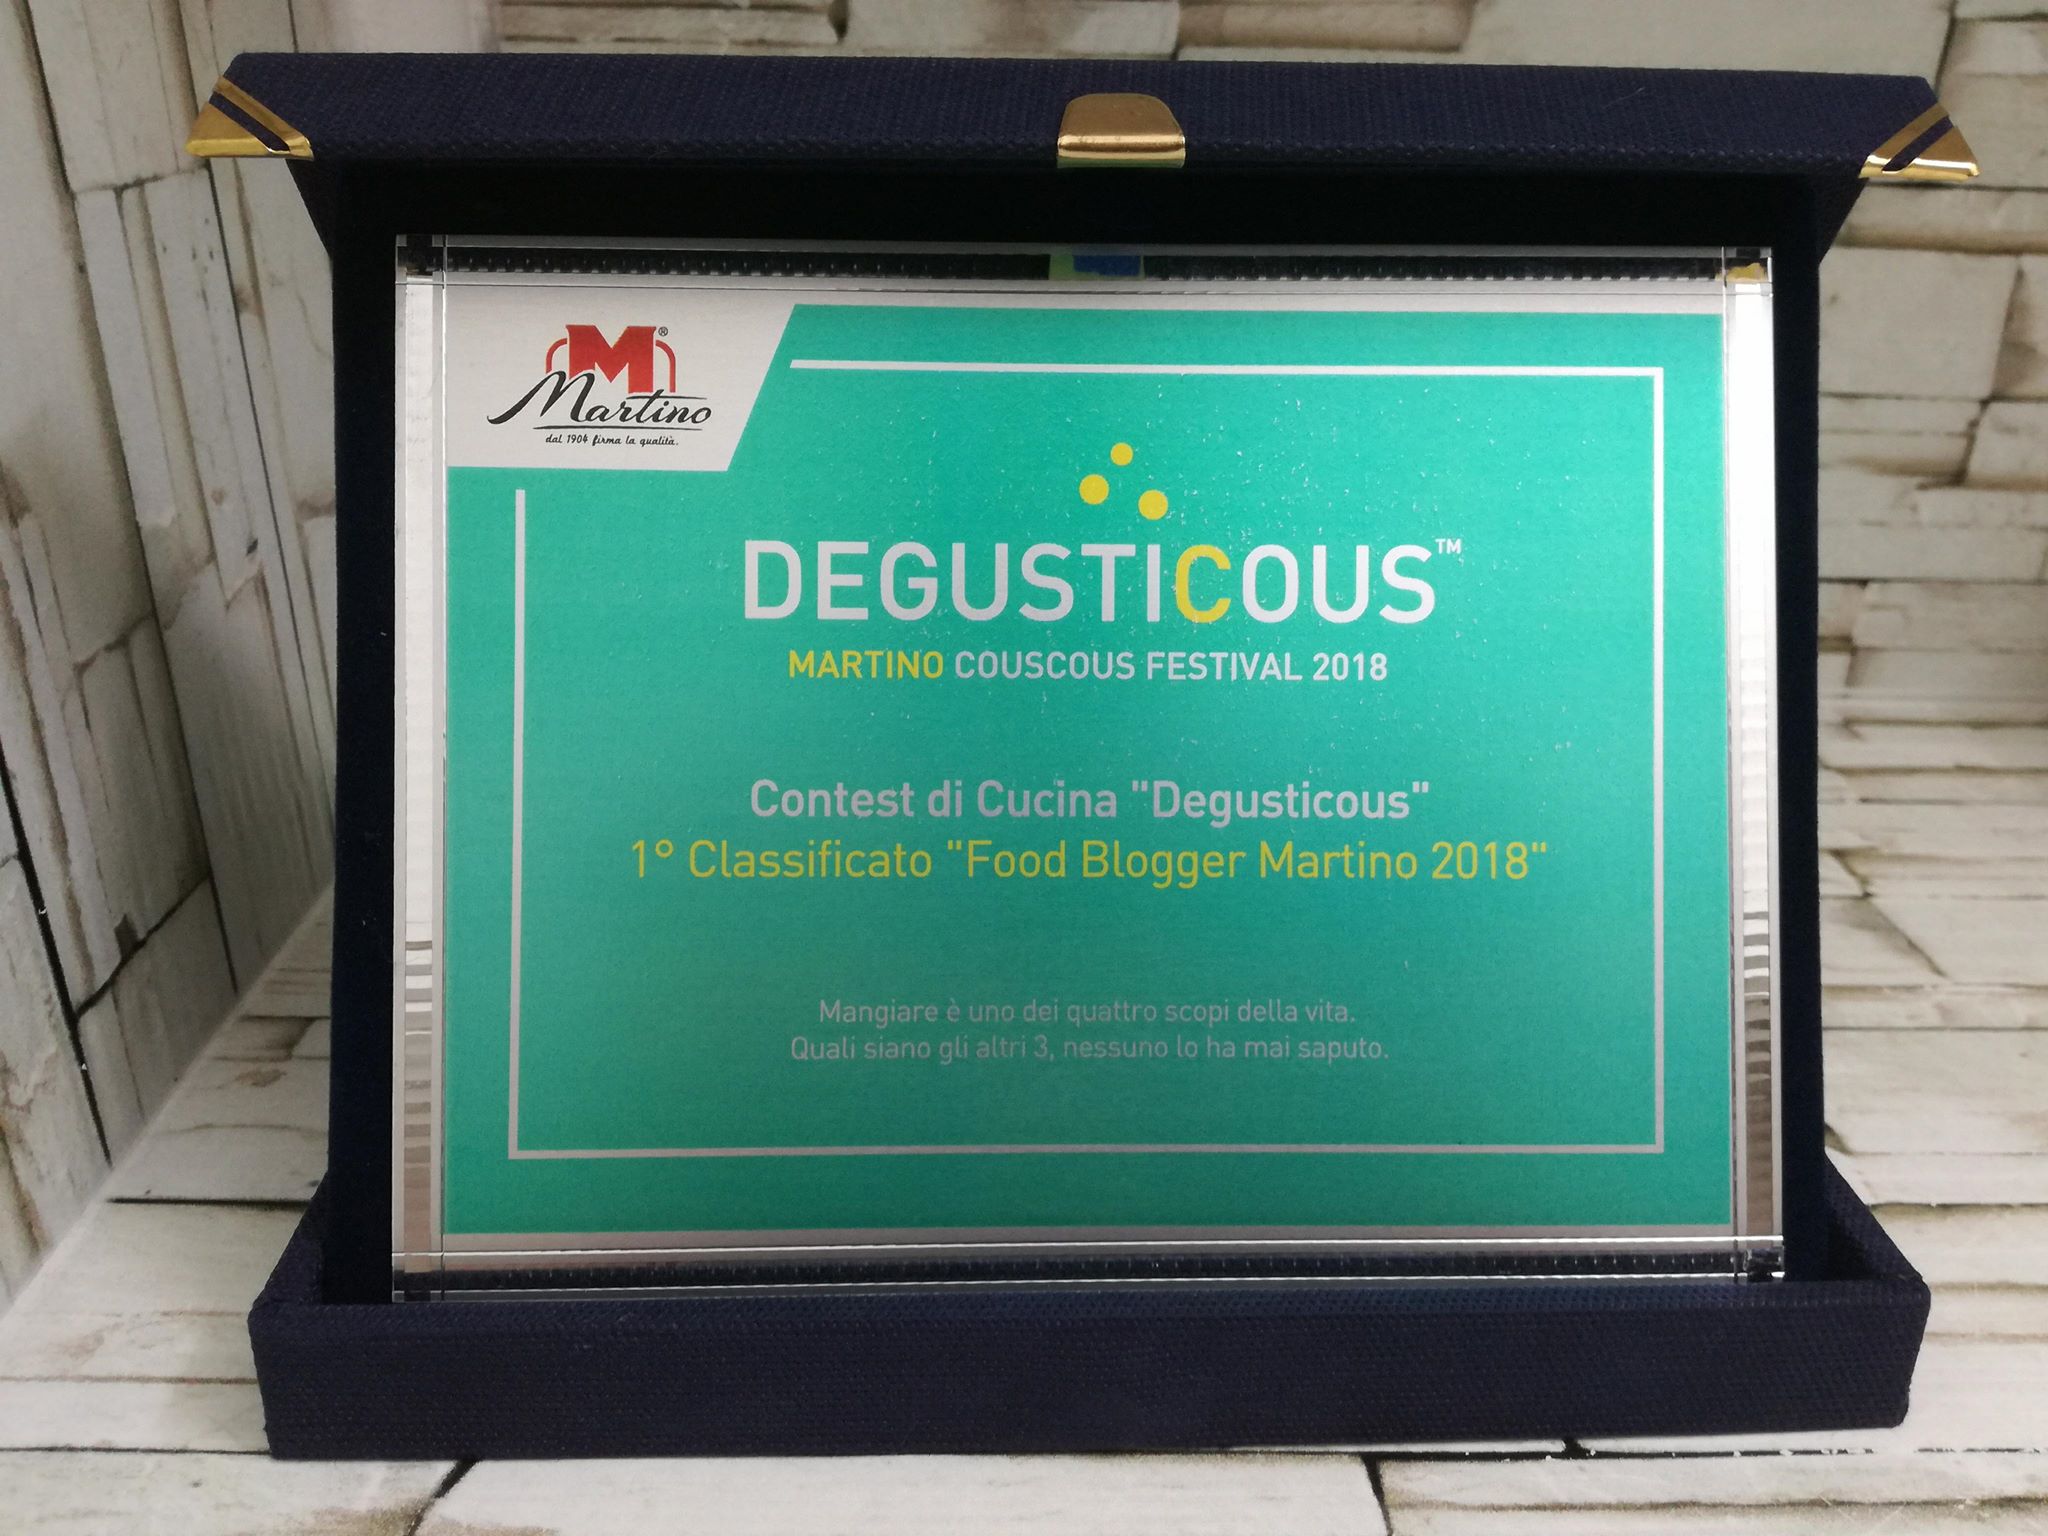 M®
Martino
dal 1904 firma la qualità.
DEGUSTICOUS™
MARTINO COUSCOUS FESTIVAL 2018
Contest di Cucina "Degusticous"
1° Classificato "Food Blogger Martino 2018"
Mangiare è uno dei quattro scopi della vita.
Quali siano gli altri 3, nessuno lo ha mai saputo.